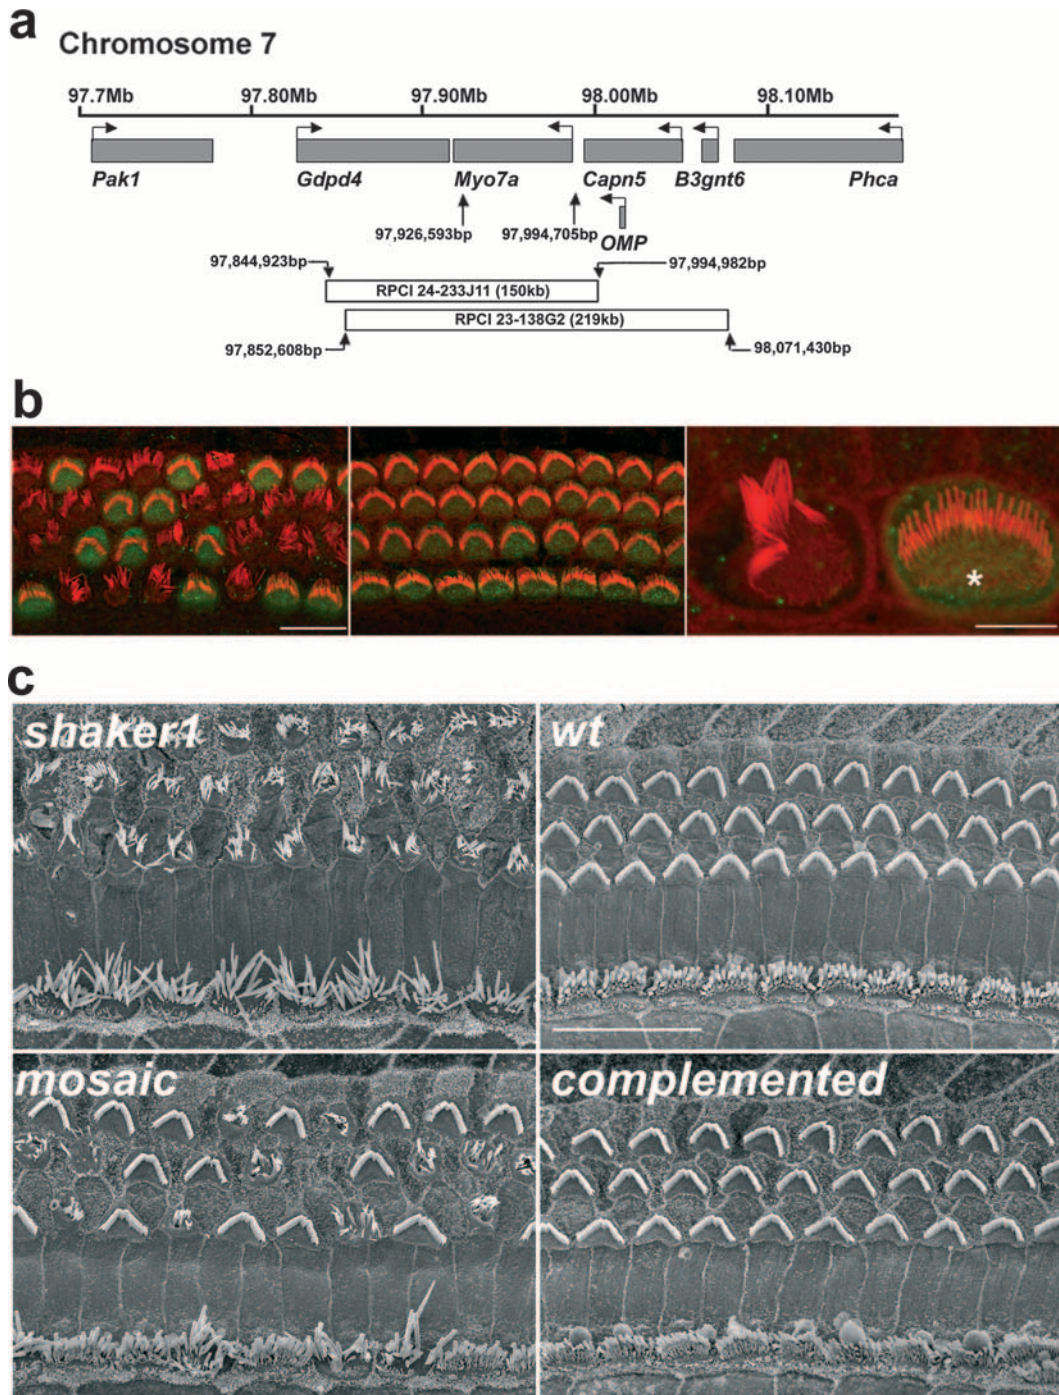 a
Chromosome 7
97.7Mb 97.80Mb 97.90Mb 98.00Mb 98.10Mb
Pak1 Gdpd4 Myo7a Capn5 B3gnt6 Phca
97,926,593bp 97,994,705bp OMP
97,844,923bp 97,994,982bp
RPCI 24-233J11 (150kb)
RPCI 23-138G2 (219kb)
97,852,608bp 98,071,430bp
b
*
c
shaker1 wt
mosaic complemented